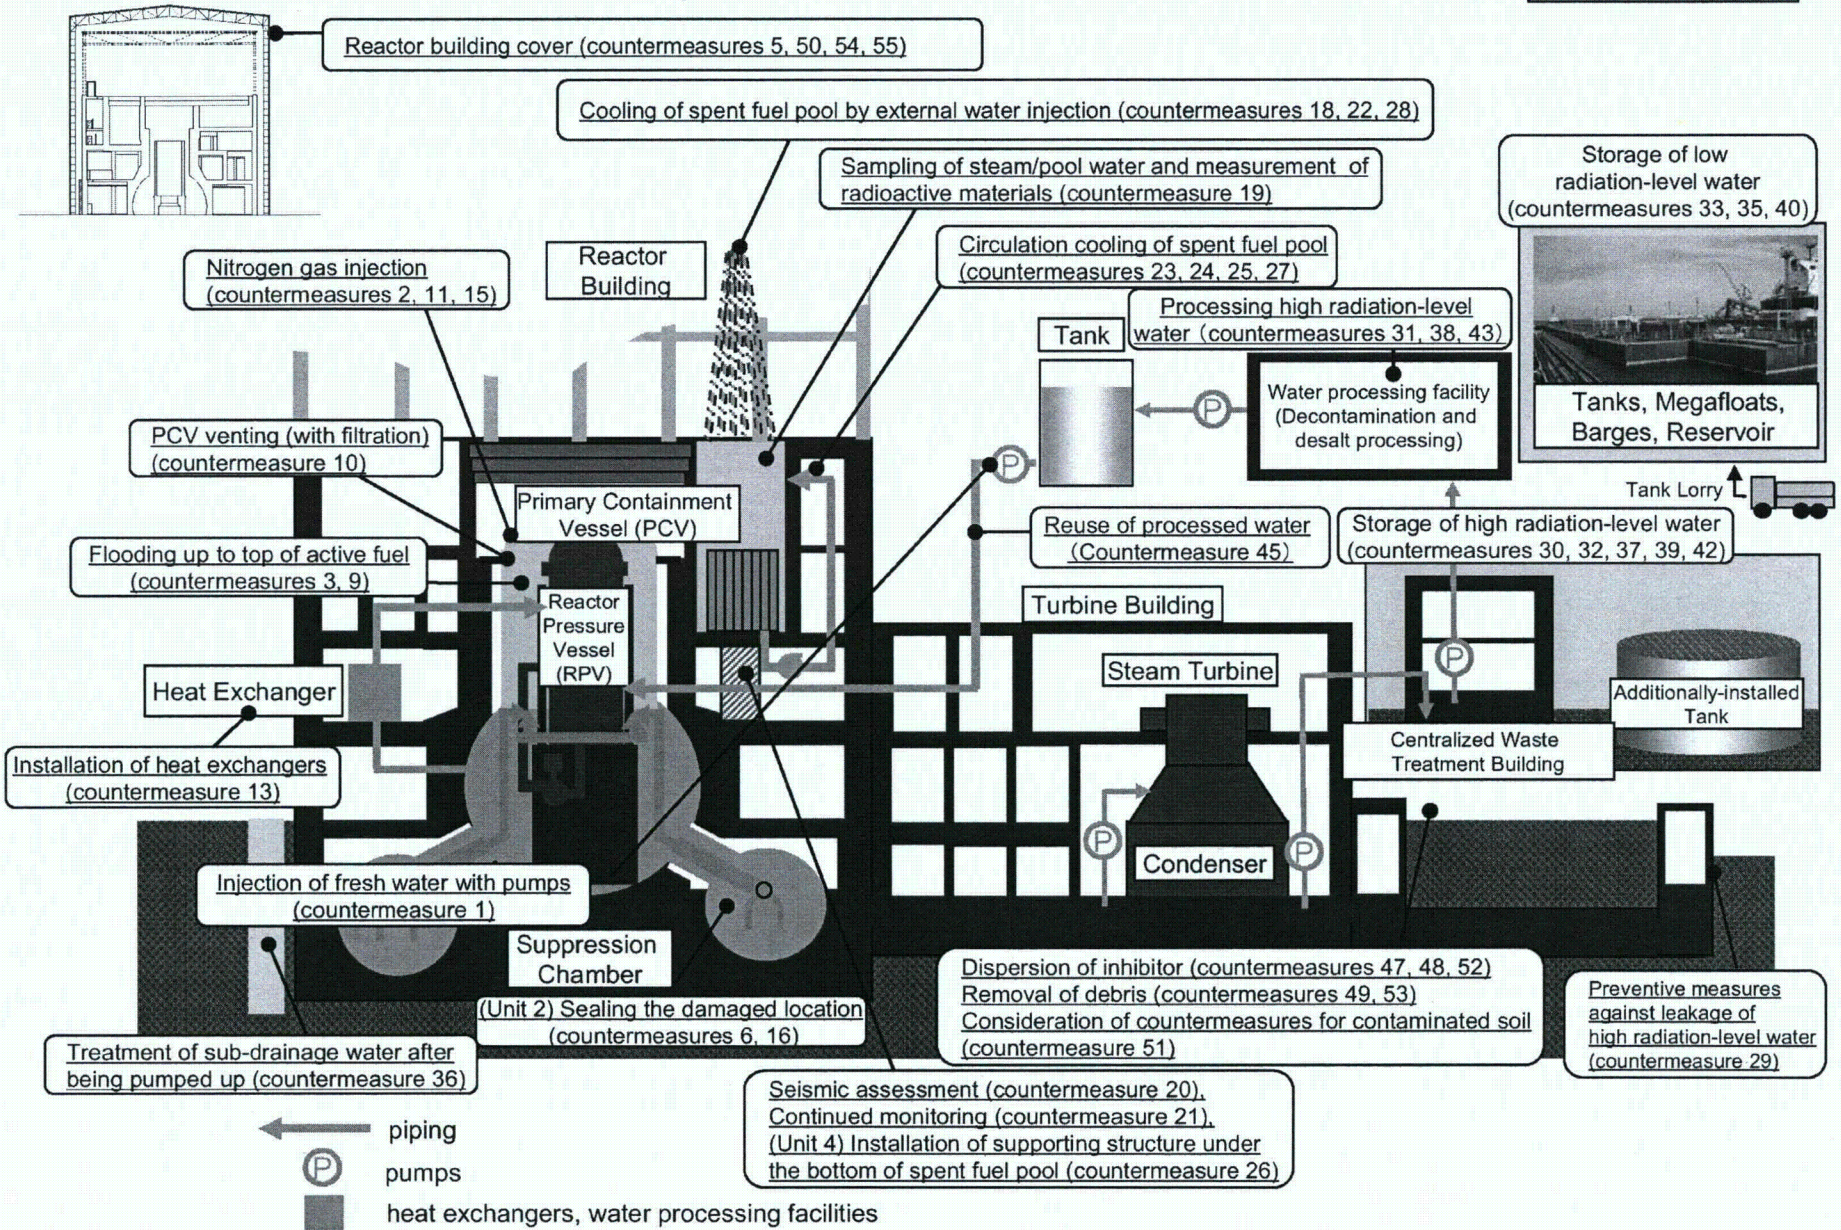 Reactor building cover (countermeasures 5, 50, 54, 55)
Cooling of spent fuel pool by external water injection (countermeasures 18, 22, 28)
Sampling of steam/pool water and measurement of
radioactive materials (countermeasure 19)
Storage of low
radiation-level water
(countermeasures 33, 35, 40)
Nitrogen gas injection
(countermeasures 2, 11, 15)
Reactor
Building
Circulation cooling of spent fuel pool
(countermeasures 23, 24, 25, 27)
Processing high radiation-level
water (countermeasures 31, 38, 43)
Tank
P
Water processing facility
(Decontamination and
desalt processing)
Tanks, Megafloats,
Barges, Reservoir
Tank Lorry
PCV venting (with filtration)
(countermeasure 10)
P
Primary Containment
Vessel (PCV)
Reuse of processed water
(Countermeasure 45)
Storage of high radiation-level water
(countermeasures 30, 32, 37, 39, 42)
Flooding up to top of active fuel
(countermeasures 3, 9)
Reactor
Pressure
Vessel
(RPV)
Turbine Building
P
Heat Exchanger
Steam Turbine
Additionally-installed
Tank
Installation of heat exchangers
(countermeasure 13)
Centralized Waste
Treatment Building
P
Condenser
P
Injection of fresh water with pumps
(countermeasure 1)
Suppression
Chamber
(Unit 2) Sealing the damaged location
(countermeasures 6, 16)
Dispersion of inhibitor (countermeasures 47, 48, 52)
Removal of debris (countermeasures 49, 53)
Consideration of countermeasures for contaminated soil
(countermeasure 51)
Preventive measures
against leakage of
high radiation-level water
(countermeasure 29)
Treatment of sub-drainage water after
being pumped up (countermeasure 36)
Seismic assessment (countermeasure 20),
Continued monitoring (countermeasure 21),
(Unit 4) Installation of supporting structure under
the bottom of spent fuel pool (countermeasure 26)
piping
P
pumps
heat exchangers, water processing facilities